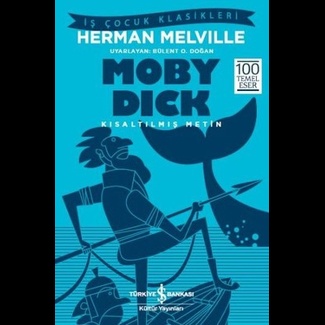 İŞ ÇOCUK KLASİKLERİ
HERMAN MELVILLE
UYARLAYAN: BÜLENT O. DOĞAN
MOBY
DICK
100
TEMEL
ESER
KISALTILMIŞ METİN
TÜRKİYE İŞ BANKASI
Kültür Yayınları